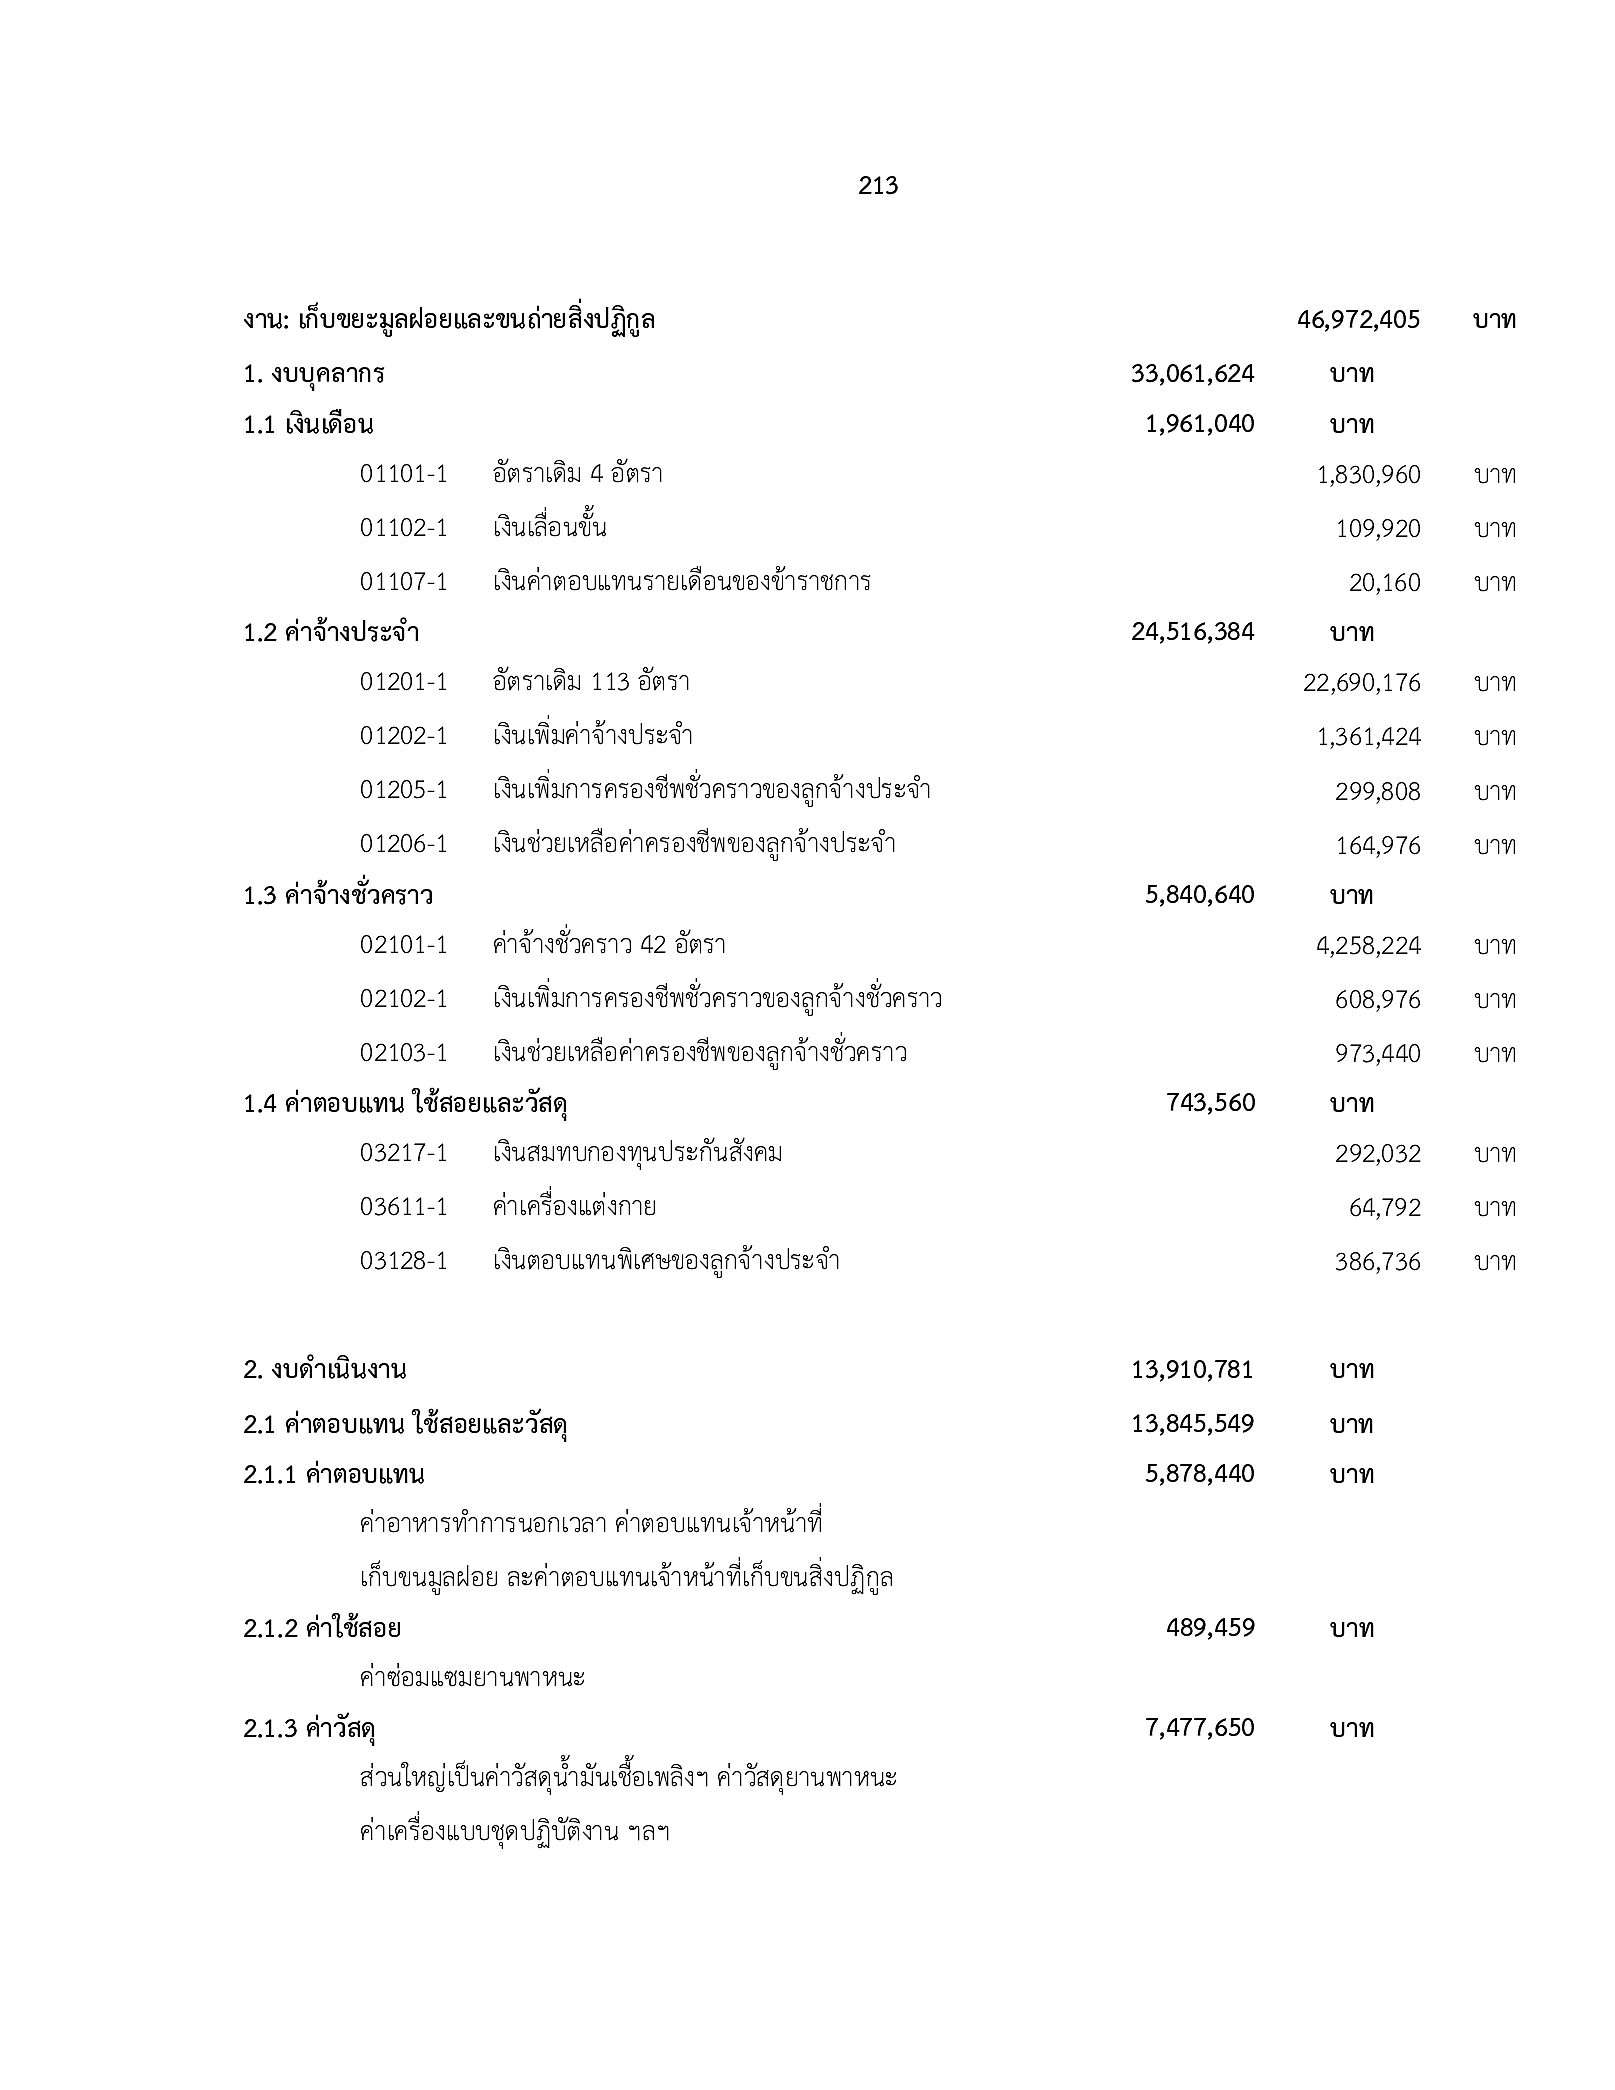 213
งาน: เก็บขยะมูลฝอยและขนถ่ายสิ่งปฏิกูล 46,972,405 บาท
1. งบบุคลากร 33,061,624 บาท
1.1 เงินเดือน 1,961,040 บาท
01101-1 อัตราเดิม 4 อัตรา 1,830,960 บาท
01102-1 เงินเลื่อนขั้น 109,920 บาท
01107-1 เงินค่าตอบแทนรายเดือนของข้าราชการ 20,160 บาท
1.2 ค่าจ้างประจำ 24,516,384 บาท
01201-1 อัตราเดิม 113 อัตรา 22,690,176 บาท
01202-1 เงินเพิ่มค่าจ้างประจำ 1,361,424 บาท
01205-1 เงินเพิ่มการครองชีพชั่วคราวของลูกจ้างประจำ 299,808 บาท
01206-1 เงินช่วยเหลือค่าครองชีพของลูกจ้างประจำ 164,976 บาท
1.3 ค่าจ้างชั่วคราว 5,840,640 บาท
02101-1 ค่าจ้างชั่วคราว 42 อัตรา 4,258,224 บาท
02102-1 เงินเพิ่มการครองชีพชั่วคราวของลูกจ้างชั่วคราว 608,976 บาท
02103-1 เงินช่วยเหลือค่าครองชีพของลูกจ้างชั่วคราว 973,440 บาท
1.4 ค่าตอบแทน ใช้สอยและวัสดุ 743,560 บาท
03217-1 เงินสมทบกองทุนประกันสังคม 292,032 บาท
03611-1 ค่าเครื่องแต่งกาย 64,792 บาท
03128-1 เงินตอบแทนพิเศษของลูกจ้างประจำ 386,736 บาท
2. งบดำเนินงาน 13,910,781 บาท
2.1 ค่าตอบแทน ใช้สอยและวัสดุ 13,845,549 บาท
2.1.1 ค่าตอบแทน 5,878,440 บาท
ค่าอาหารทำการนอกเวลา ค่าตอบแทนเจ้าหน้าที่
เก็บขนมูลฝอย ละค่าตอบแทนเจ้าหน้าที่เก็บขนสิ่งปฏิกูล
2.1.2 ค่าใช้สอย 489,459 บาท
ค่าซ่อมแซมยานพาหนะ
2.1.3 ค่าวัสดุ 7,477,650 บาท
ส่วนใหญ่เป็นค่าวัสดุน้ำมันเชื้อเพลิงฯ ค่าวัสดุยานพาหนะ
ค่าเครื่องแบบชุดปฏิบัติงาน ฯลฯ